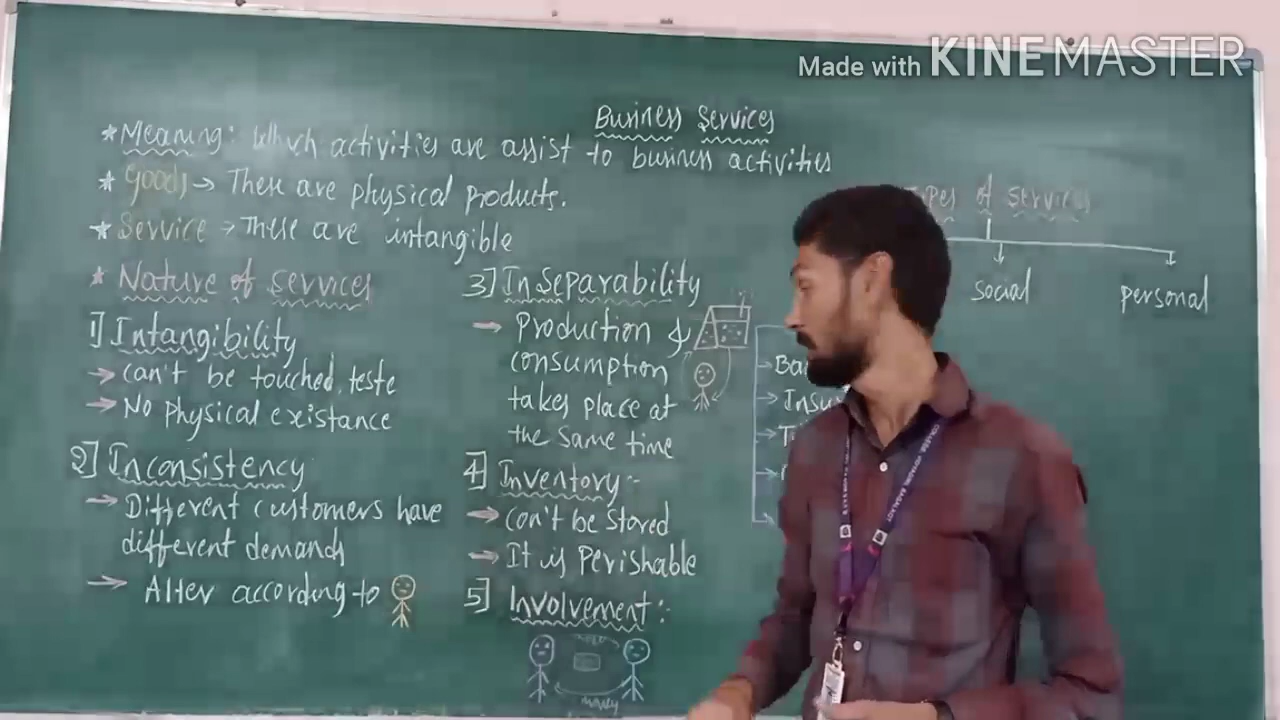 Made with KINEMASTER
Business Services
* Meaning: Which activities are assist to business activities
* Goods → These are physical products.
* Service → These are intangible
* Nature of services
1] Intangibility
→ can't be touched, teste
→ No physical existance
2] Inconsistency
→ Different customers have
different demands
→ Alter according to
3] Inseparability
→ Production &
consumption
takes place at
the same time
4] Inventory:-
→ Can't be stored
→ It is Perishable
5] Involvement:-
money
of services
social
personal